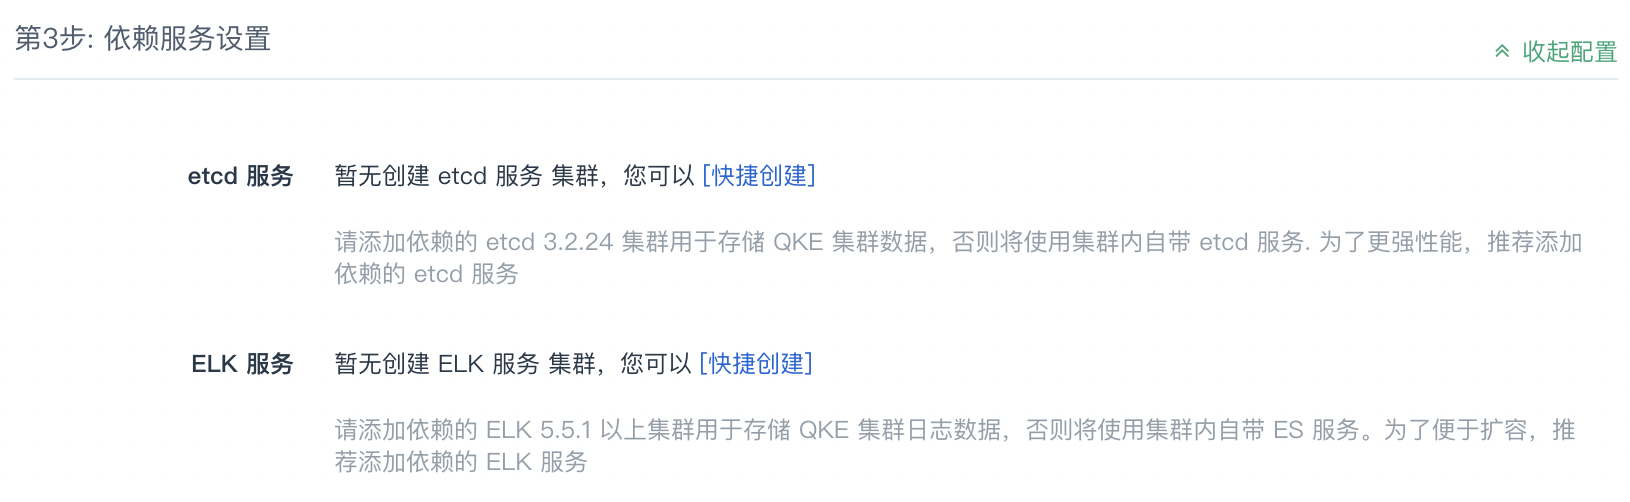 第3步: 依赖服务设置
收起配置
etcd 服务 暂无创建 etcd 服务 集群，您可以 [快捷创建]
请添加依赖的 etcd 3.2.24 集群用于存储 QKE 集群数据，否则将使用集群内自带 etcd 服务. 为了更强性能，推荐添加
依赖的 etcd 服务
ELK 服务 暂无创建 ELK 服务 集群，您可以 [快捷创建]
请添加依赖的 ELK 5.5.1 以上集群用于存储 QKE 集群日志数据，否则将使用集群内自带 ES 服务。为了便于扩容，推
荐添加依赖的 ELK 服务